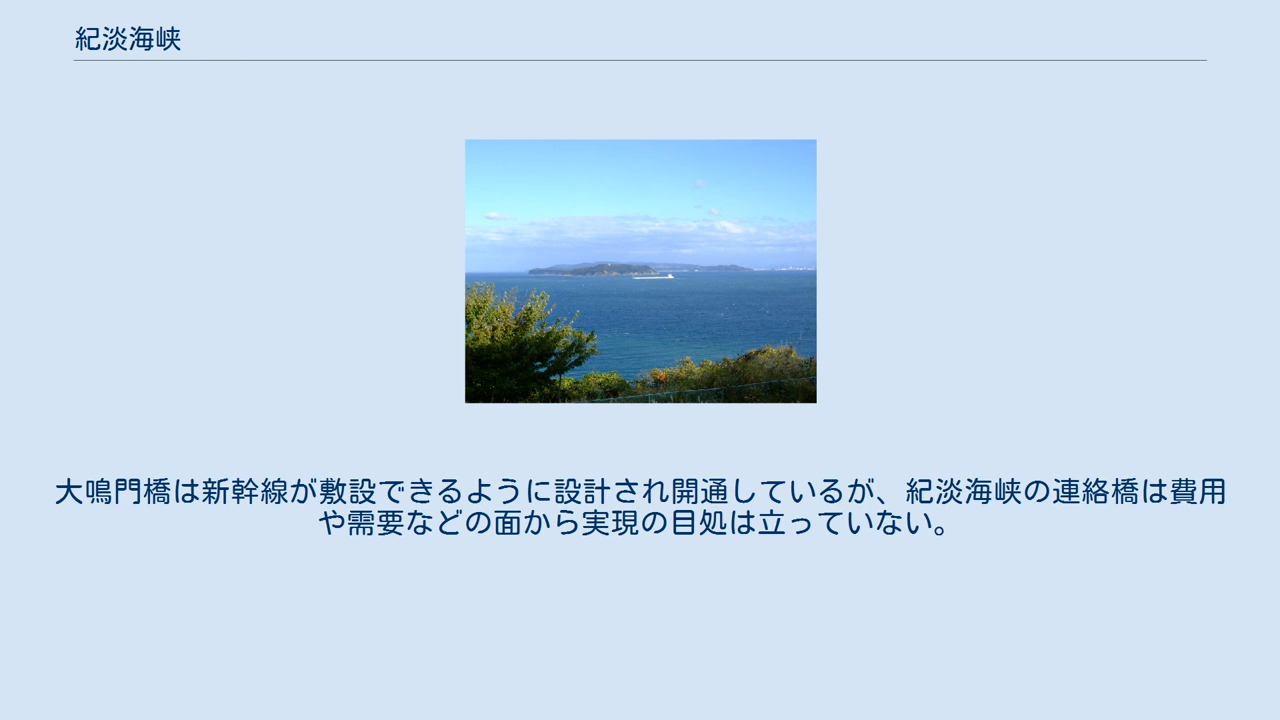 紀淡海峡
大鳴門橋は新幹線が敷設できるように設計され開通しているが、紀淡海峡の連絡橋は費用
や需要などの面から実現の目処は立っていない。